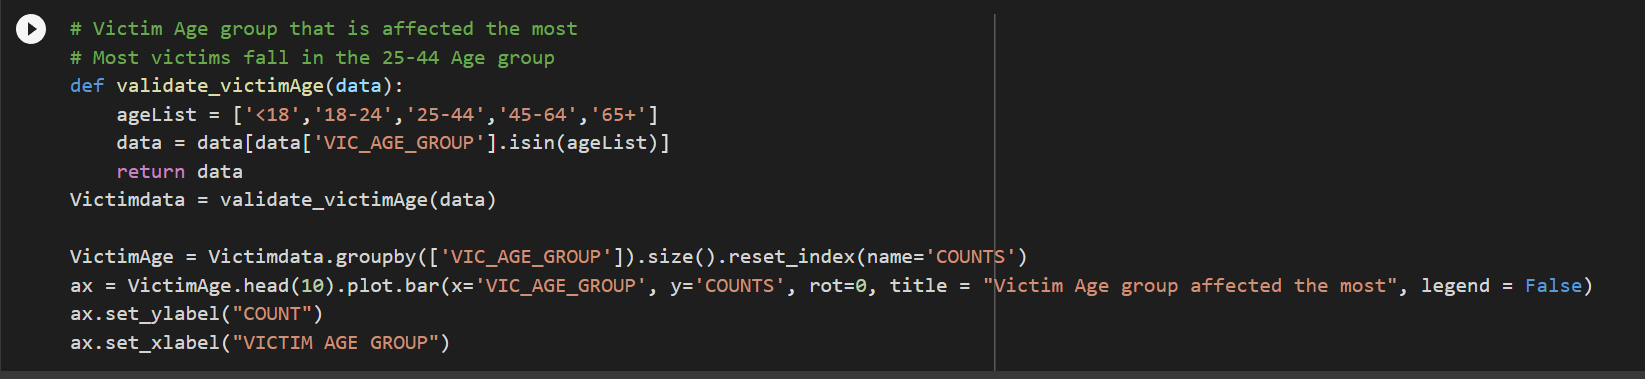 # Victim Age group that is affected the most
# Most victims fall in the 25-44 Age group
def validate_victimAge(data):
    ageList = ['<18','18-24','25-44','45-64','65+']
    data = data[data['VIC_AGE_GROUP'].isin(ageList)]
    return data
Victimdata = validate_victimAge(data)

VictimAge = Victimdata.groupby(['VIC_AGE_GROUP']).size().reset_index(name='COUNTS')
ax = VictimAge.head(10).plot.bar(x='VIC_AGE_GROUP', y='COUNTS', rot=0, title = "Victim Age group affected the most", legend = False)
ax.set_ylabel("COUNT")
ax.set_xlabel("VICTIM AGE GROUP")